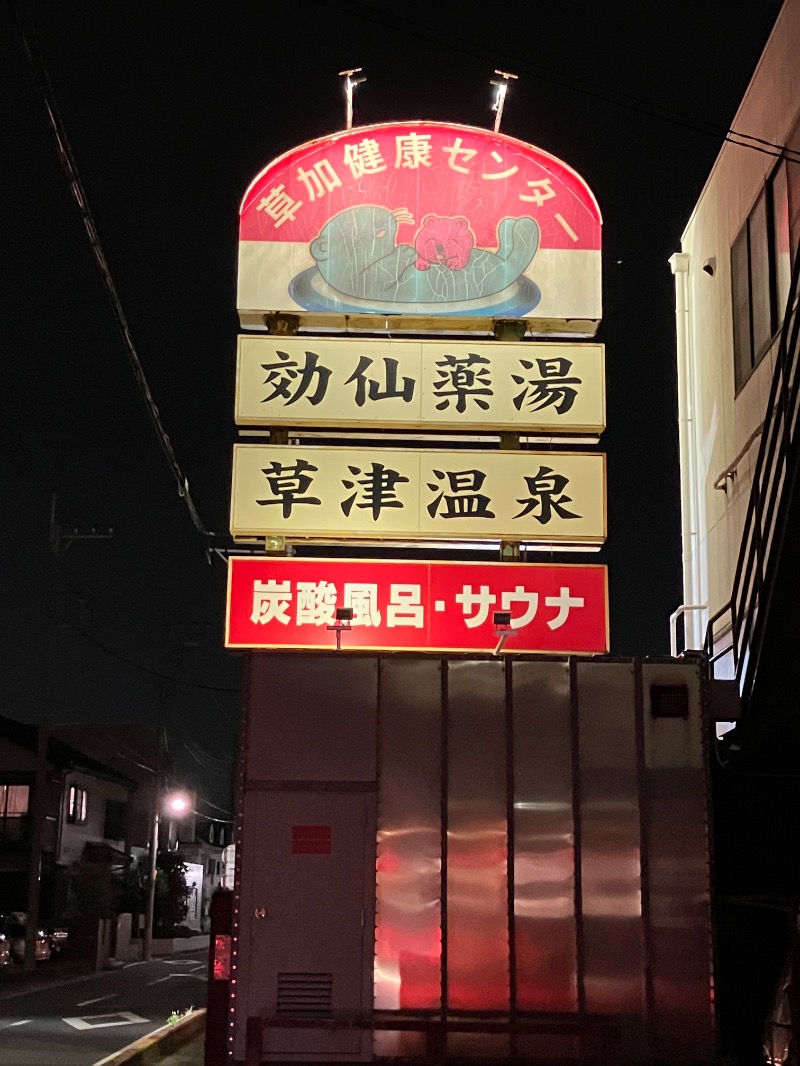 草加健康センター
効仙薬湯
草津温泉
炭酸風呂・サウナ